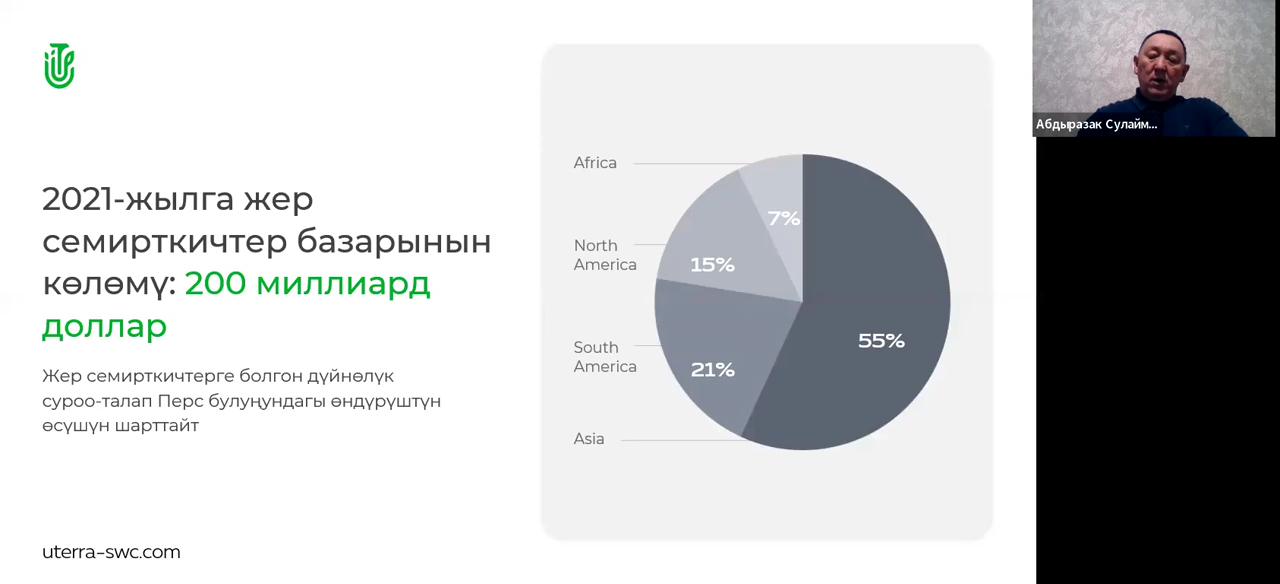 2021-жылга жер
семирткичтер базарынын
көлөмү: 200 миллиард
доллар
Жер семирткичтерге болгон дүйнөлүк
суроо-талап Перс булуңундагы өндүрүштүн
өсүшүн шарттайт
uterra-swc.com
Africa
North
America
South
America
Asia
7%
15%
21%
55%
Абдыразак Сулайм...